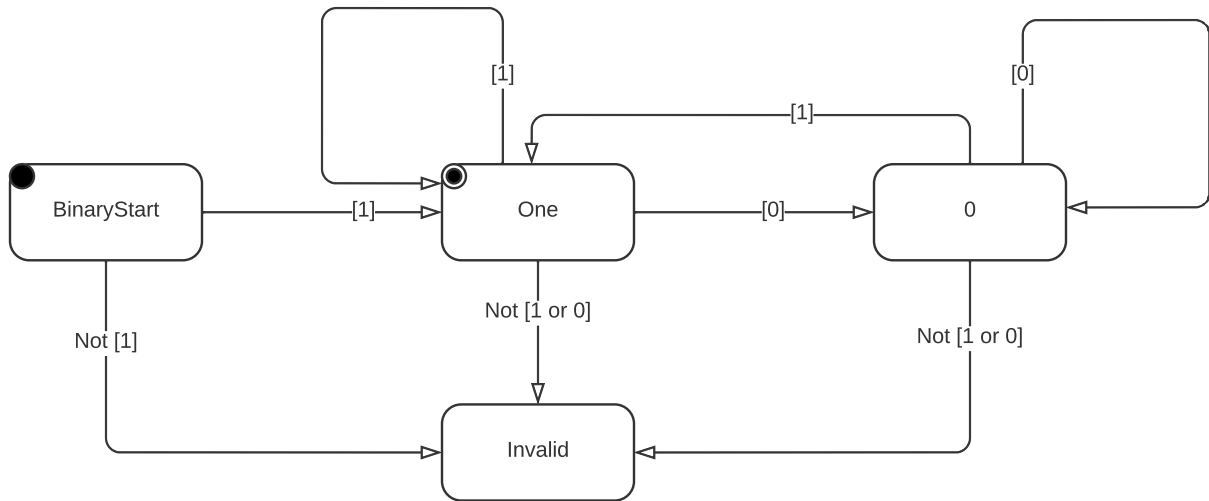 [1]
[0]
[1]
BinaryStart
[1]
One
[0]
0
Not [1 or 0]
Not [1]
Not [1 or 0]
Invalid